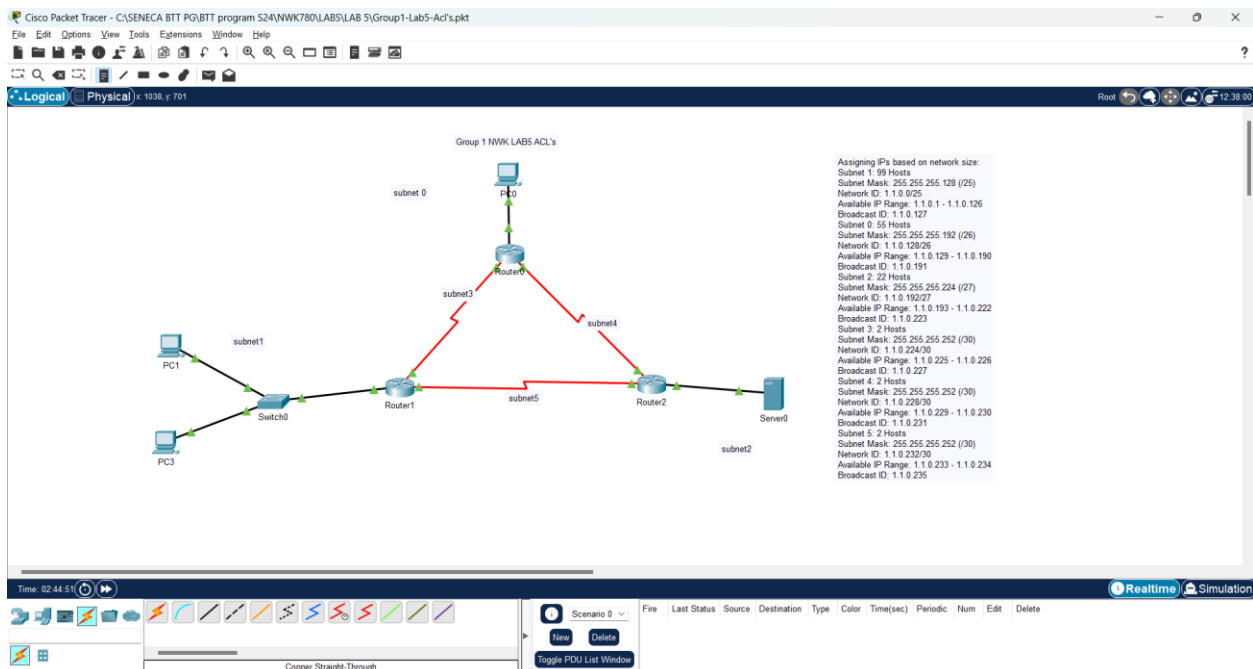 Cisco Packet Tracer - C:\SENECA BTT PG\BTT program S24\NWK780\LABS\LAB 5\Group1-Lab5-Acl's.pkt
File Edit Options View Tools Extensions Window Help
?
Logical Physical x: 1038, y: 701
Root 12:38:00
Group 1 NWK LAB5 ACL's
subnet 0
PC0
Router0
subnet3
subnet4
subnet1
PC1
Switch0
Router1
subnet5
Router2
Server0
PC3
subnet2
Assigning IPs based on network size:
Subnet 1: 99 Hosts
Subnet Mask: 255.255.255.128 (/25)
Network ID: 1.1.0.0/25
Available IP Range: 1.1.0.1 - 1.1.0.126
Broadcast ID: 1.1.0.127
Subnet 0: 55 Hosts
Subnet Mask: 255.255.255.192 (/26)
Network ID: 1.1.0.128/26
Available IP Range: 1.1.0.129 - 1.1.0.190
Broadcast ID: 1.1.0.191
Subnet 2: 22 Hosts
Subnet Mask: 255.255.255.224 (/27)
Network ID: 1.1.0.192/27
Available IP Range: 1.1.0.193 - 1.1.0.222
Broadcast ID: 1.1.0.223
Subnet 3: 2 Hosts
Subnet Mask: 255.255.255.252 (/30)
Network ID: 1.1.0.224/30
Available IP Range: 1.1.0.225 - 1.1.0.226
Broadcast ID: 1.1.0.227
Subnet 4: 2 Hosts
Subnet Mask: 255.255.255.252 (/30)
Network ID: 1.1.0.228/30
Available IP Range: 1.1.0.229 - 1.1.0.230
Broadcast ID: 1.1.0.231
Subnet 5: 2 Hosts
Subnet Mask: 255.255.255.252 (/30)
Network ID: 1.1.0.232/30
Available IP Range: 1.1.0.233 - 1.1.0.234
Broadcast ID: 1.1.0.235
Time: 02:44:51
Realtime Simulation
Scenario 0
New Delete
Toggle PDU List Window
Fire Last Status Source Destination Type Color Time(sec) Periodic Num Edit Delete
Copper Straight-Through